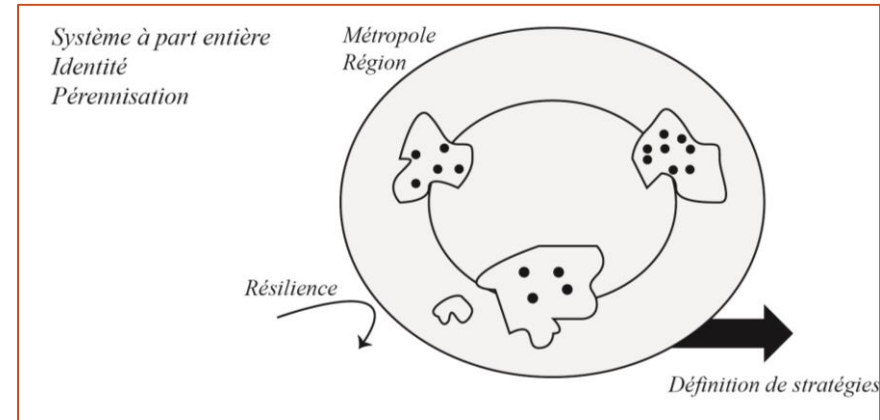 Système à part entière
Identité
Pérennisation
Métropole
Région
Résilience
Définition de stratégies